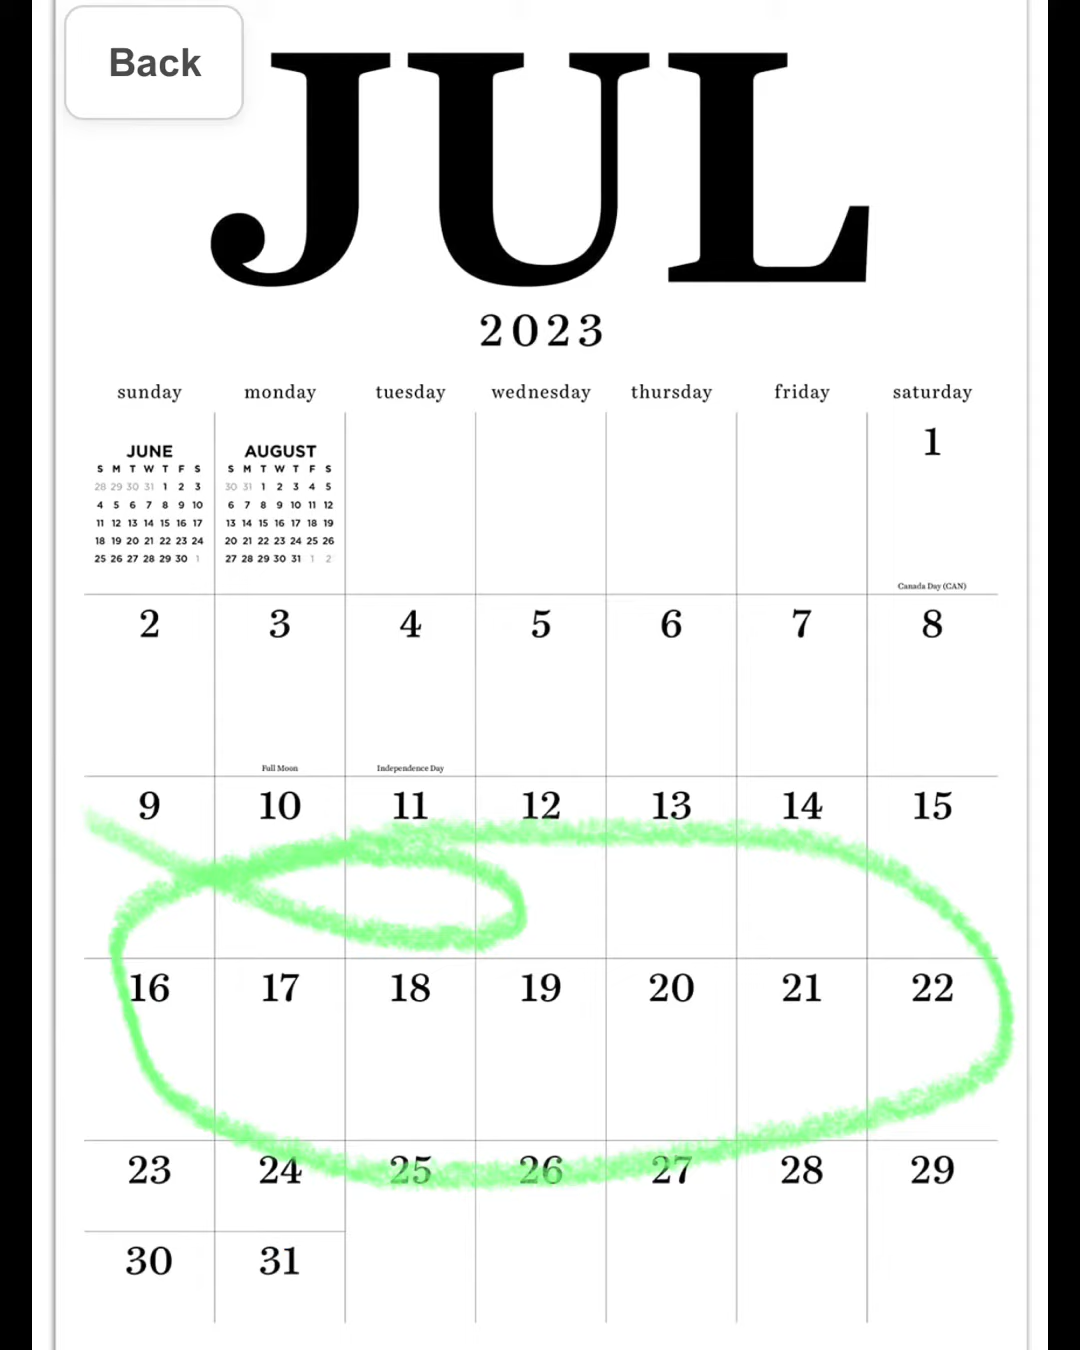 Back
JUL
2023
sunday monday tuesday wednesday thursday friday saturday
JUNE
S M T W T F S
28 29 30 31 1 2 3
4 5 6 7 8 9 10
11 12 13 14 15 16 17
18 19 20 21 22 23 24
25 26 27 28 29 30 1
AUGUST
S M T W T F S
30 31 1 2 3 4 5
6 7 8 9 10 11 12
13 14 15 16 17 18 19
20 21 22 23 24 25 26
27 28 29 30 31 1 2
1
Canada Day (CAN)
2 3 4 5 6 7 8
Full Moon Independence Day
9 10 11 12 13 14 15
16 17 18 19 20 21 22
23 24 25 26 27 28 29
30 31